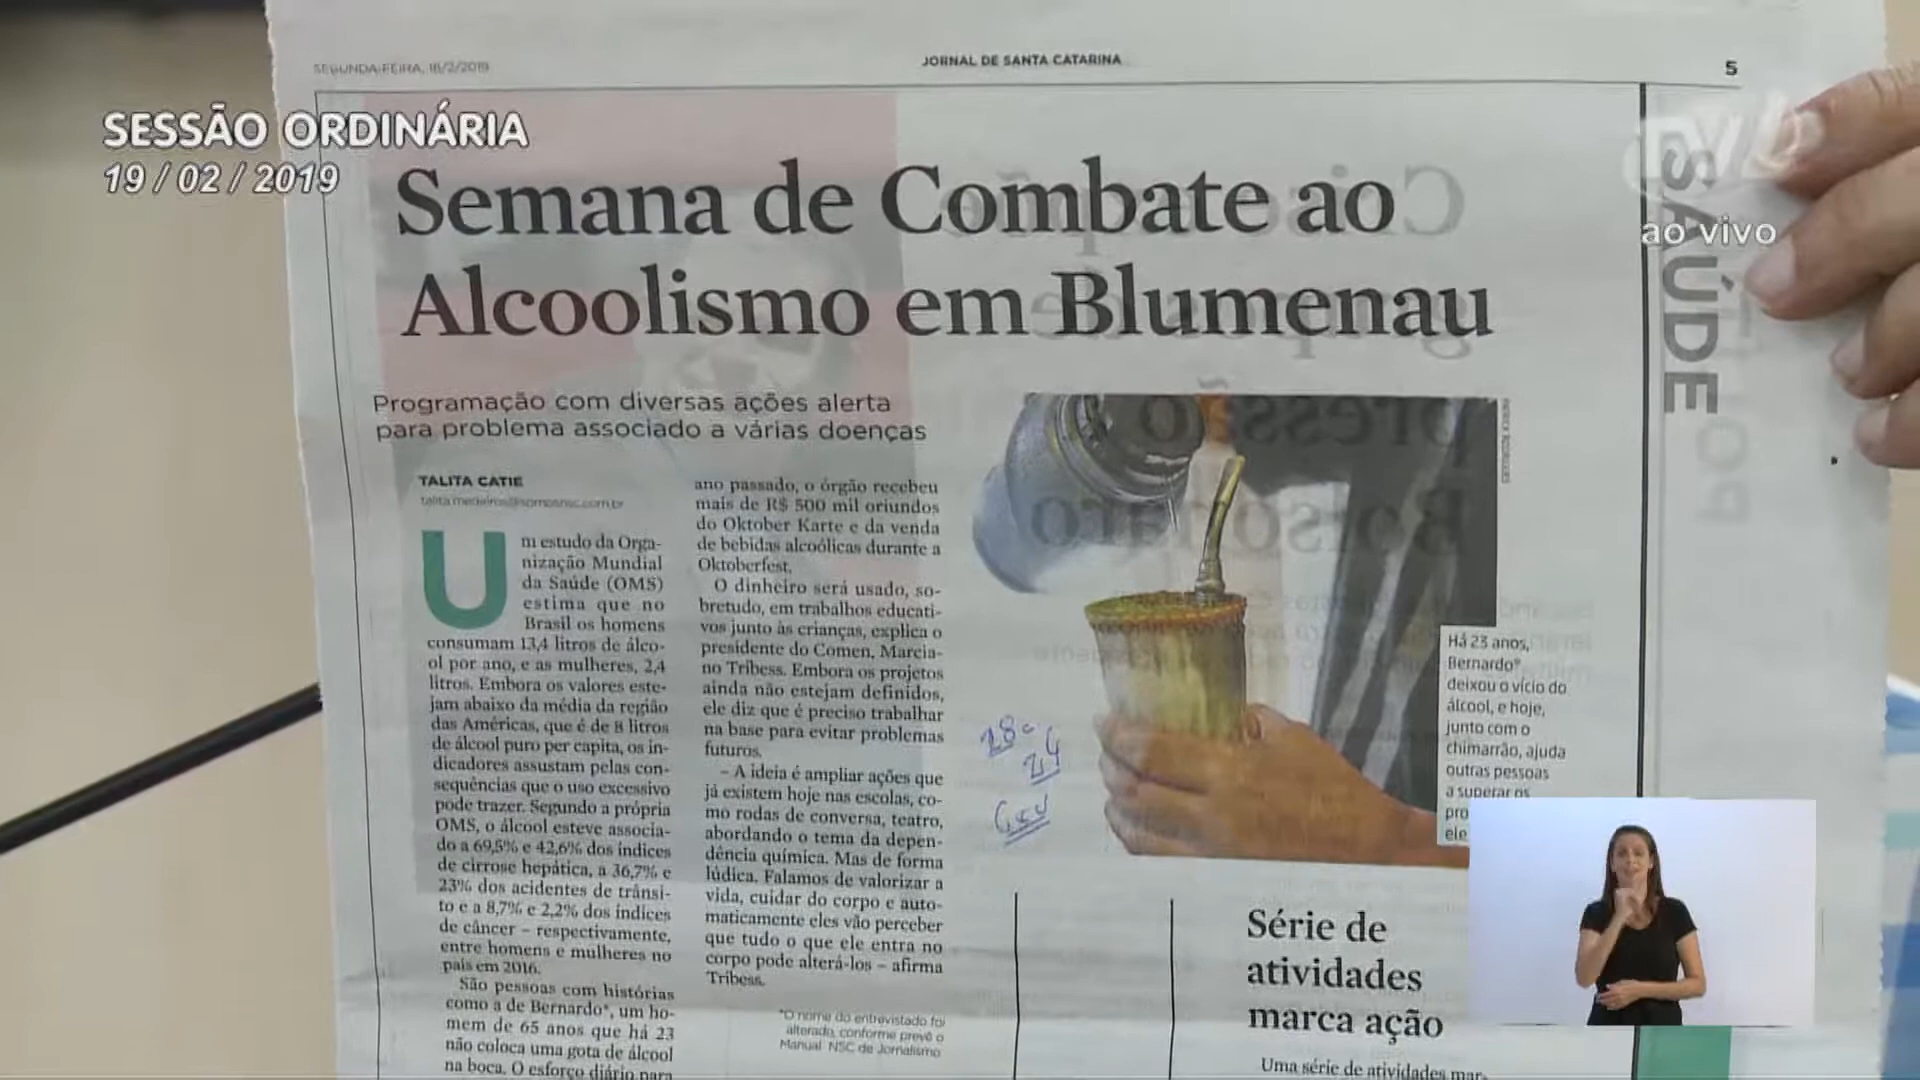 SEGUNDA-FEIRA, 18/2/2019
JORNAL DE SANTA CATARINA
5
SESSÃO ORDINÁRIA
19 / 02 / 2019
ao vivo
SAÚDE
Semana de Combate ao
Alcoolismo em Blumenau
Programação com diversas ações alerta
para problema associado a várias doenças
TALITA CATIE
talita.medeiros@somosnsc.com.br
Um estudo da Orga-
nização Mundial
da Saúde (OMS)
estima que no
Brasil os homens
consumam 13,4 litros de álco-
ol por ano, e as mulheres, 2,4
litros. Embora os valores este-
jam abaixo da média da região
das Américas, que é de 8 litros
de álcool puro per capita, os in-
dicadores assustam pelas con-
sequências que o uso excessivo
pode trazer. Segundo a própria
OMS, o álcool esteve associa-
do a 69,5% e 42,6% dos índices
de cirrose hepática, a 36,7% e
23% dos acidentes de trânsi-
to e a 8,7% e 2,2% dos índices
de câncer – respectivamente,
entre homens e mulheres no
país em 2016.
São pessoas com histórias
como a de Bernardo*, um ho-
mem de 65 anos que há 23
não coloca uma gota de álcool
na boca. O esforço diário para
ano passado, o órgão recebeu
mais de R$ 500 mil oriundos
do Oktober Karte e da venda
de bebidas alcoólicas durante a
Oktoberfest.
O dinheiro será usado, so-
bretudo, em trabalhos educati-
vos junto às crianças, explica o
presidente do Comen, Marcia-
no Tribess. Embora os projetos
ainda não estejam definidos,
ele diz que é preciso trabalhar
na base para evitar problemas
futuros.
– A ideia é ampliar ações que
já existem hoje nas escolas, co-
mo rodas de conversa, teatro,
abordando o tema da depen-
dência química. Mas de forma
lúdica. Falamos de valorizar a
vida, cuidar do corpo e auto-
maticamente eles vão perceber
que tudo o que ele entra no
corpo pode alterá-los – afirma
Tribess.
*O nome do entrevistado foi
alterado, conforme prevê o
Manual NSC de Jornalismo
24
Há 23 anos,
Bernardo*
deixou o vício do
álcool, e hoje,
junto com o
chimarrão, ajuda
outras pessoas
a superar os
pro
ele
Série de
atividades
marca ação
Uma série de atividades mar-